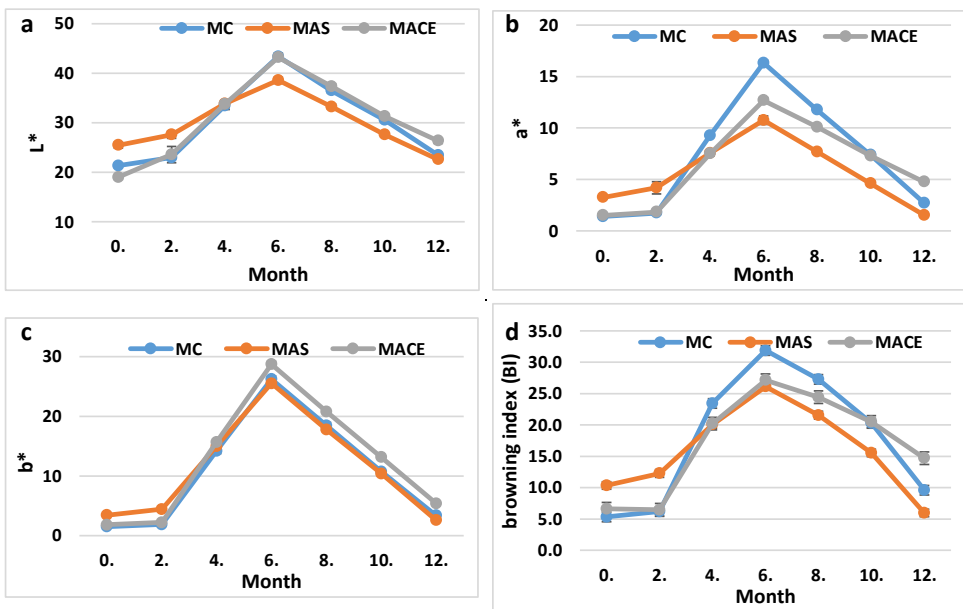 a
MC MAS MACE
50
40
30
20
10
L*
0. 2. 4. 6. 8. 10. 12.
Month
b
MC MAS MACE
20
15
10
5
0
a*
0. 2. 4. 6. 8. 10. 12.
Month
c
MC MAS MACE
30
20
10
0
b*
0. 2. 4. 6. 8. 10. 12.
Month
d
MC MAS MACE
35.0
30.0
25.0
20.0
15.0
10.0
5.0
0.0
browning index (BI)
0. 2. 4. 6. 8. 10. 12.
Month